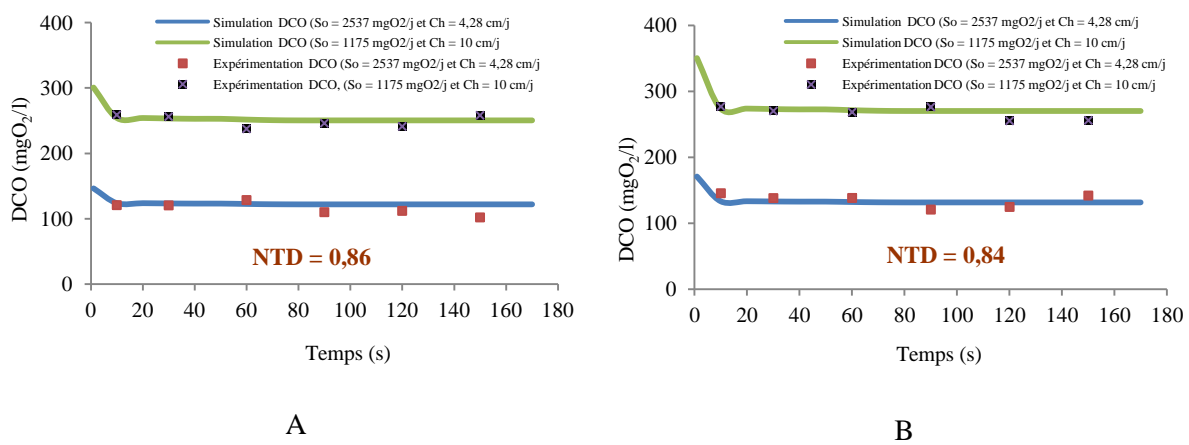 400
300
200
100
0
DCO (mgO2/l)
Simulation DCO (So = 2537 mgO2/j et Ch = 4,28 cm/j
Simulation DCO (So = 1175 mgO2/j et Ch = 10 cm/j
Expérimentation DCO (So = 2537 mgO2/j et Ch = 4,28 cm/j
Expérimentation DCO, (So = 1175 mgO2/j et Ch = 10 cm/j
NTD = 0,86
0 20 40 60 80 100 120 140 160 180
Temps (s)
A
400
300
200
100
0
DCO (mgO2/l)
Simulation DCO (So = 2537 mgO2/j et Ch = 4,28 cm/j
Simulation DCO (So = 1175 mgO2/j et Ch = 10 cm/j
Expérimentation DCO (So = 2537 mgO2/j et Ch = 4,28 cm/j
Expérimentation DCO (So = 1175 mgO2/j et Ch = 10 cm/j
NTD = 0,84
0 20 40 60 80 100 120 140 160 180
Temps (s)
B